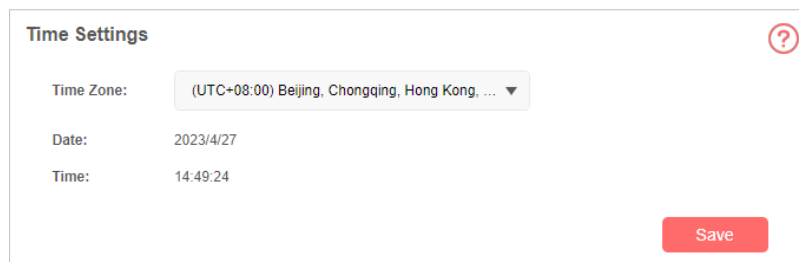 Time Settings
?
Time Zone: (UTC+08:00) Beijing, Chongqing, Hong Kong, ...
Date: 2023/4/27
Time: 14:49:24
Save